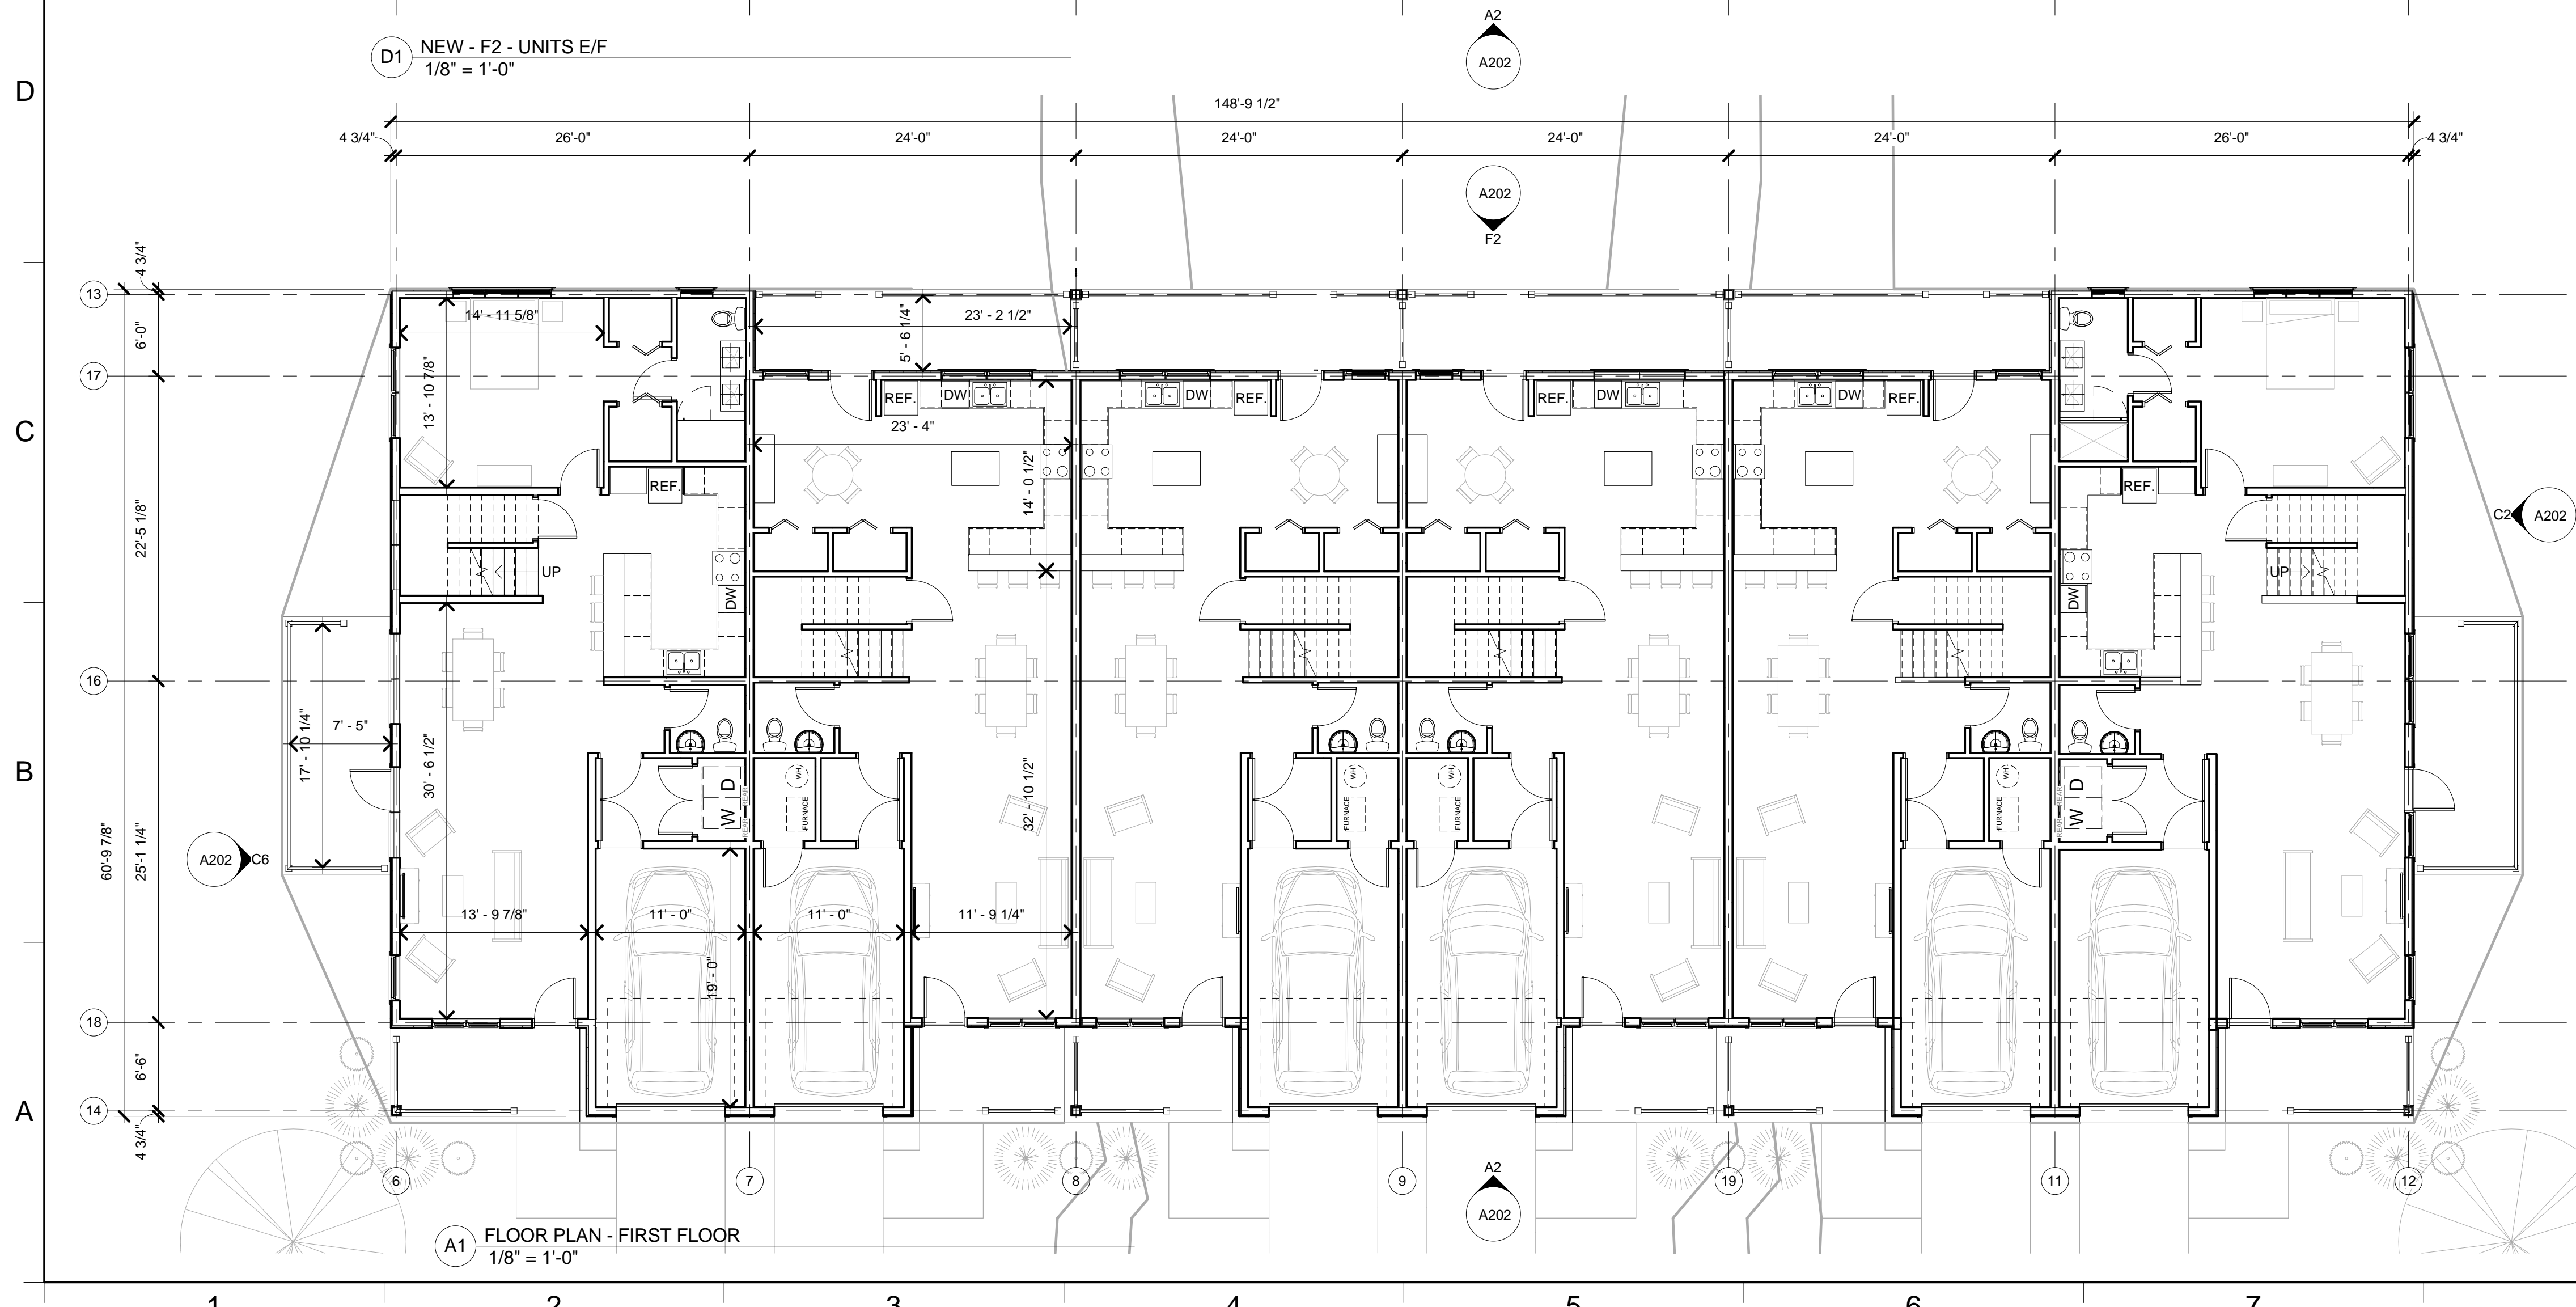 A2
A202
D1
NEW - F2 - UNITS E/F
1/8" = 1'-0"
D
148'-9 1/2"
4 3/4"
26'-0"
24'-0"
24'-0"
24'-0"
24'-0"
26'-0"
4 3/4"
A202
F2
4 3/4"
13
6'-0"
14' - 11 5/8"
5' - 6 1/4"
23' - 2 1/2"
17
13' - 10 7/8"
REF.
DW
DW
REF.
REF.
DW
DW
REF.
C
23' - 4"
14' - 0 1/2"
REF.
REF.
22'-5 1/8"
C2
A202
UP
UP
DW
DW
16
17' - 10 1/4"
7' - 5"
30' - 6 1/2"
B
W D
REAR
REAR
WH
FURNACE
32' - 10 1/2"
WH
FURNACE
WH
FURNACE
WH
FURNACE
REAR
REAR
W D
60'-9 7/8"
25'-1 1/4"
A202
C6
13' - 9 7/8"
11' - 0"
11' - 0"
11' - 9 1/4"
19' - 0"
18
6'-6"
14
A
4 3/4"
6
7
8
9
19
11
12
A2
A202
A1
FLOOR PLAN - FIRST FLOOR
1/8" = 1'-0"
1
2
3
4
5
6
7